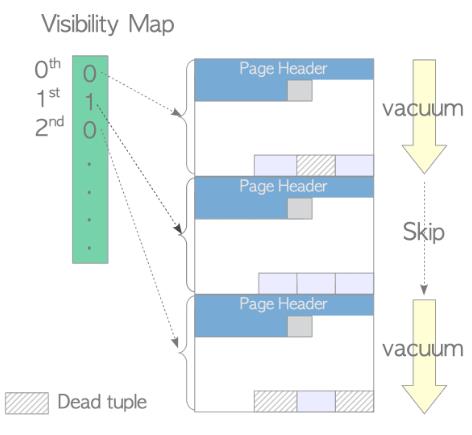 Visibility Map
0th 0
1st 1
2nd 0
Page Header
vacuum
Page Header
Skip
Page Header
vacuum
Dead tuple